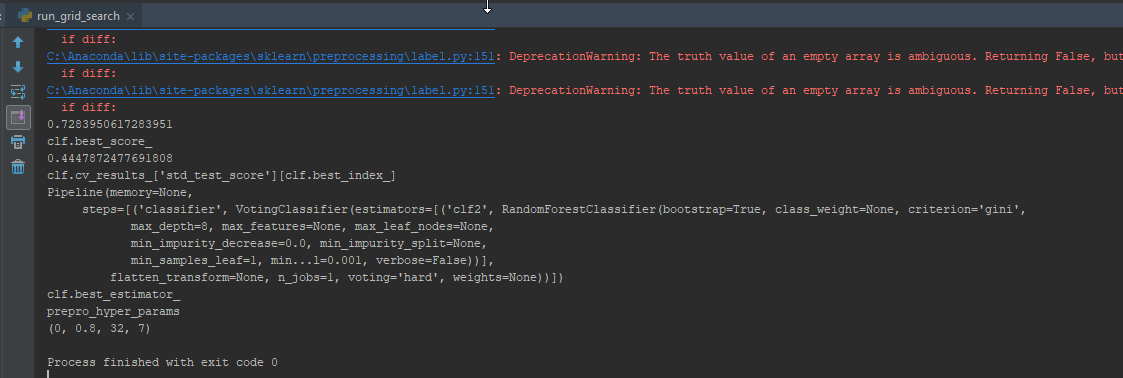 run_grid_search
if diff:
C:\Anaconda\lib\site-packages\sklearn\preprocessing\label.py:151: DeprecationWarning: The truth value of an empty array is ambiguous. Returning False, but
if diff:
C:\Anaconda\lib\site-packages\sklearn\preprocessing\label.py:151: DeprecationWarning: The truth value of an empty array is ambiguous. Returning False, but
if diff:
0.7283950617283951
clf.best_score_
0.4447872477691808
clf.cv_results_['std_test_score'][clf.best_index_]
Pipeline(memory=None,
steps=[('classifier', VotingClassifier(estimators=[('clf2', RandomForestClassifier(bootstrap=True, class_weight=None, criterion='gini',
max_depth=8, max_features=None, max_leaf_nodes=None,
min_impurity_decrease=0.0, min_impurity_split=None,
min_samples_leaf=1, min...l=0.001, verbose=False))],
flatten_transform=None, n_jobs=1, voting='hard', weights=None))])
clf.best_estimator_
prepro_hyper_params
(0, 0.8, 32, 7)
Process finished with exit code 0